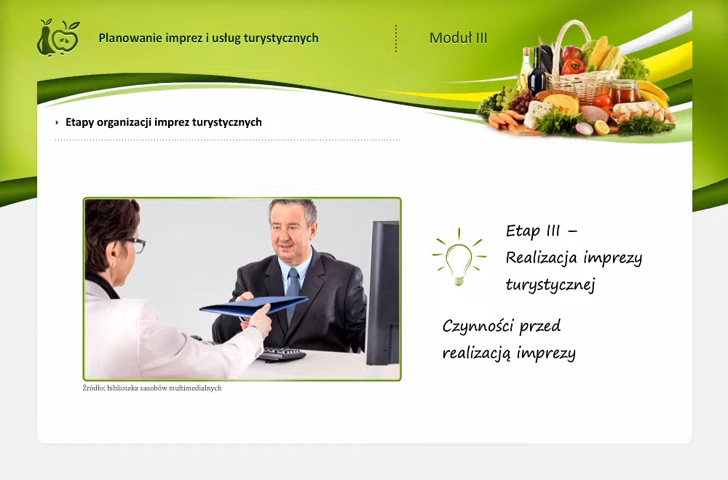 Planowanie imprez i usług turystycznych
Moduł III
Etapy organizacji imprez turystycznych
Etap III –
Realizacja imprezy
turystycznej
Czynności przed
realizacją imprezy
Źródło: biblioteka zasobów multimedialnych